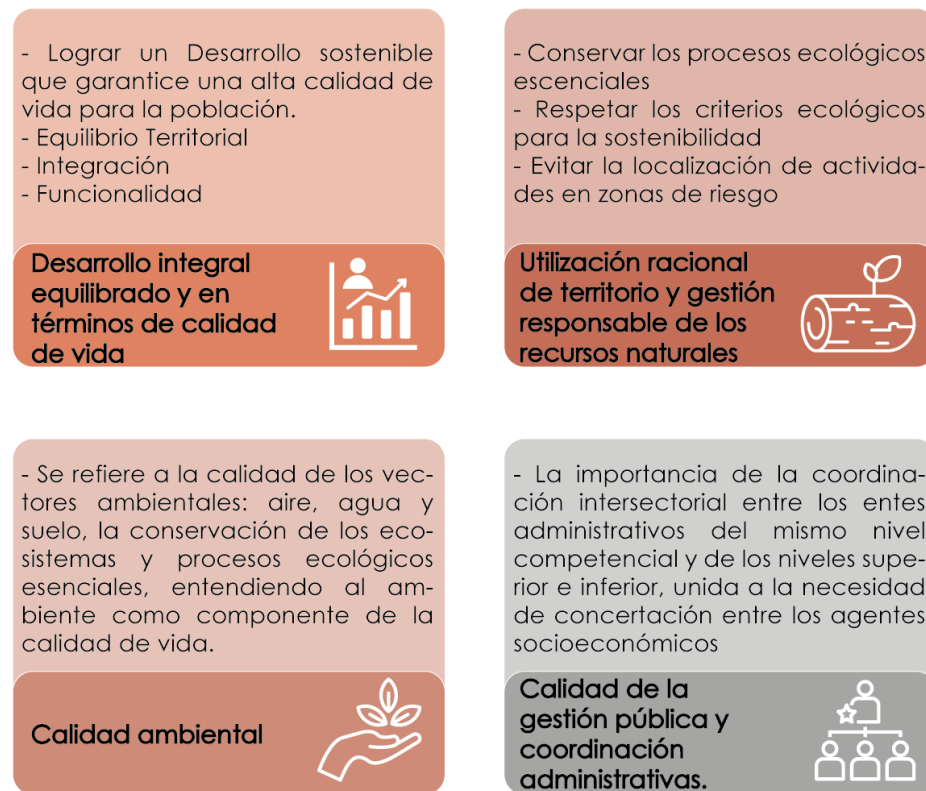 - Lograr un Desarrollo sostenible
que garantice una alta calidad de
vida para la población.
- Equilibrio Territorial
- Integración
- Funcionalidad
Desarrollo integral
equilibrado y en
términos de calidad
de vida
- Conservar los procesos ecológicos
escenciales
- Respetar los criterios ecológicos
para la sostenibilidad
- Evitar la localización de activida-
des en zonas de riesgo
Utilización racional
de territorio y gestión
responsable de los
recursos naturales
- Se refiere a la calidad de los vec-
tores ambientales: aire, agua y
suelo, la conservación de los eco-
sistemas y procesos ecológicos
esenciales, entendiendo al am-
biente como componente de la
calidad de vida.
Calidad ambiental
- La importancia de la coordina-
ción intersectorial entre los entes
administrativos del mismo nivel
competencial y de los niveles supe-
rior e inferior, unida a la necesidad
de concertación entre los agentes
socioeconómicos
Calidad de la
gestión pública y
coordinación
administrativas.